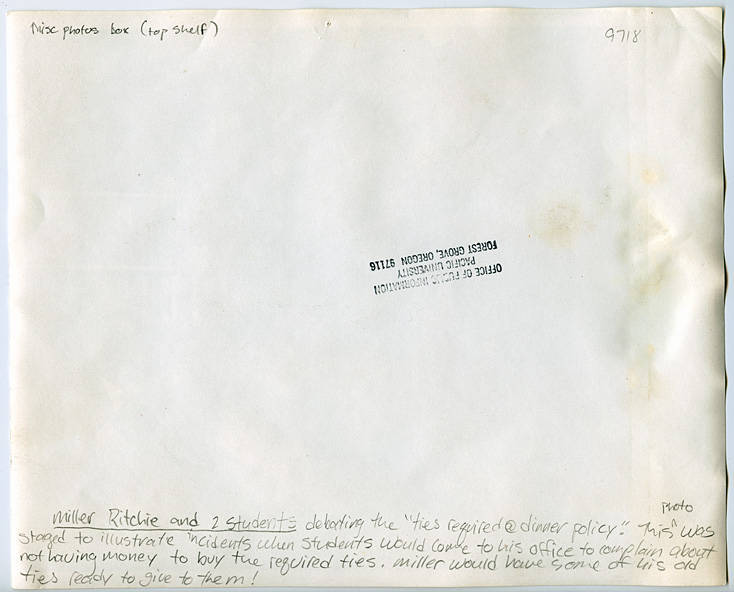 Misc photos box (top shelf)
9718
OFFICE OF PUBLIC INFORMATION
PACIFIC UNIVERSITY
FOREST GROVE, OREGON 97116
Miller Ritchie and 2 students debating the "ties required @ dinner policy." This ^photo was
staged to illustrate incidents when students would come to his office to complain about
not having money to buy the required ties. Miller would have some of his old
ties ready to give to them!